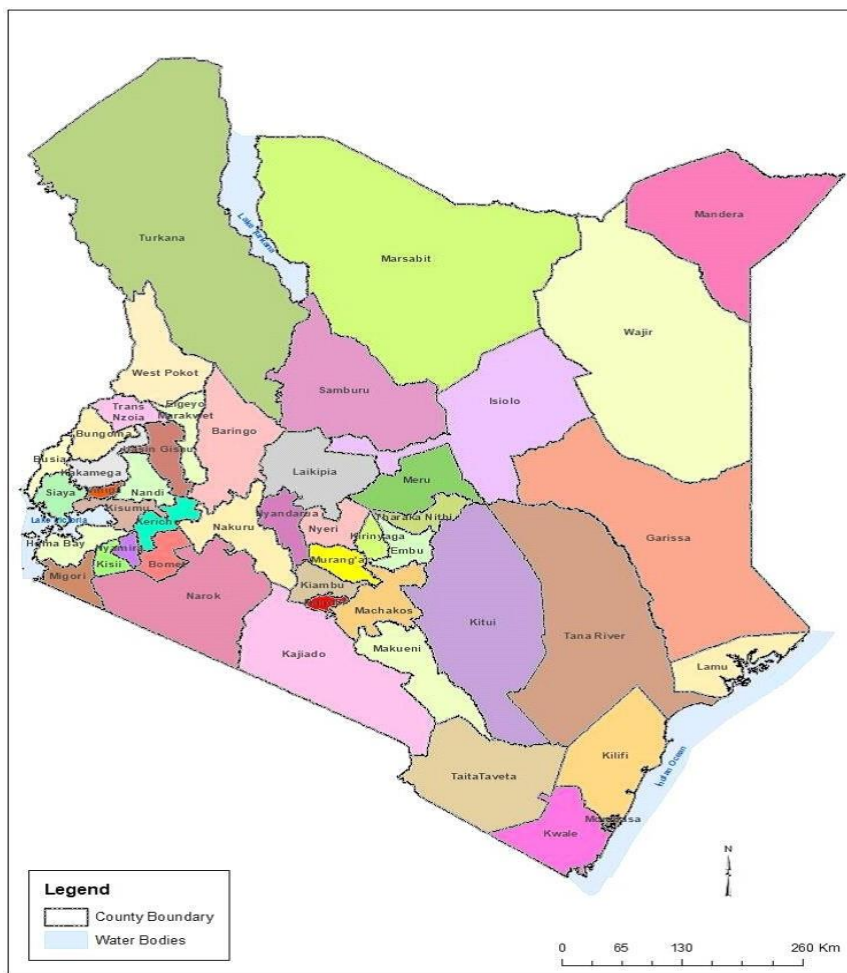 Mandera
Turkana
Lake Turkana
Marsabit
Wajir
West Pokot
Samburu
Isiolo
Elgeyo
Marakwet
Trans
Nzoia
Baringo
Bungoma
Uasin Gishu
Busia
Kakamega
Laikipia
Meru
Siaya
Nandi
Kisumu
Lake Victoria
Kericho
Nakuru
Nyandarua
Nyeri
Tharaka Nithi
Kirinyaga
Embu
Garissa
Homa Bay
Nyamira
Kisii
Bomet
Murang'a
Migori
Narok
Kiambu
Machakos
Kitui
Tana River
Makueni
Kajiado
Lamu
Kilifi
Indian Ocean
TaitaTaveta
Mombasa
Kwale
N
Legend
County Boundary
Water Bodies
0 65 130 260 Km